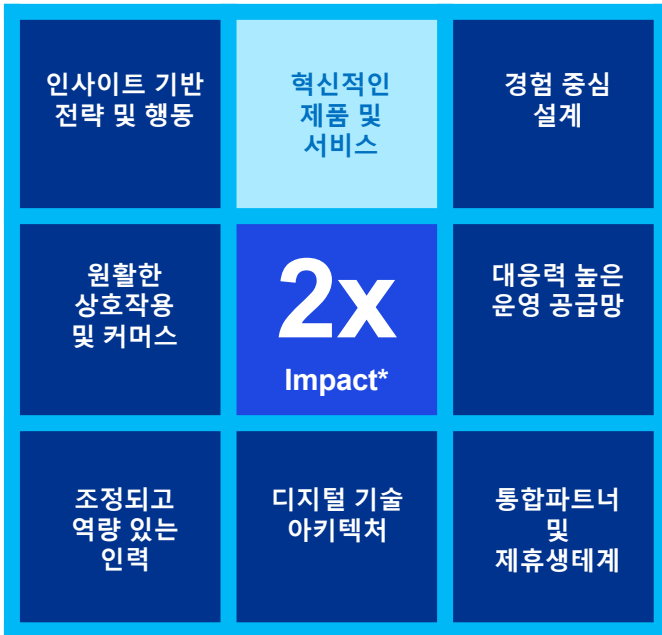 인사이트 기반
전략 및 행동
혁신적인
제품 및
서비스
경험 중심
설계
원활한
상호작용
및 커머스
2x
Impact*
대응력 높은
운영 공급망
조정되고
역량 있는
인력
디지털 기술
아키텍처
통합파트너
및
제휴생태계